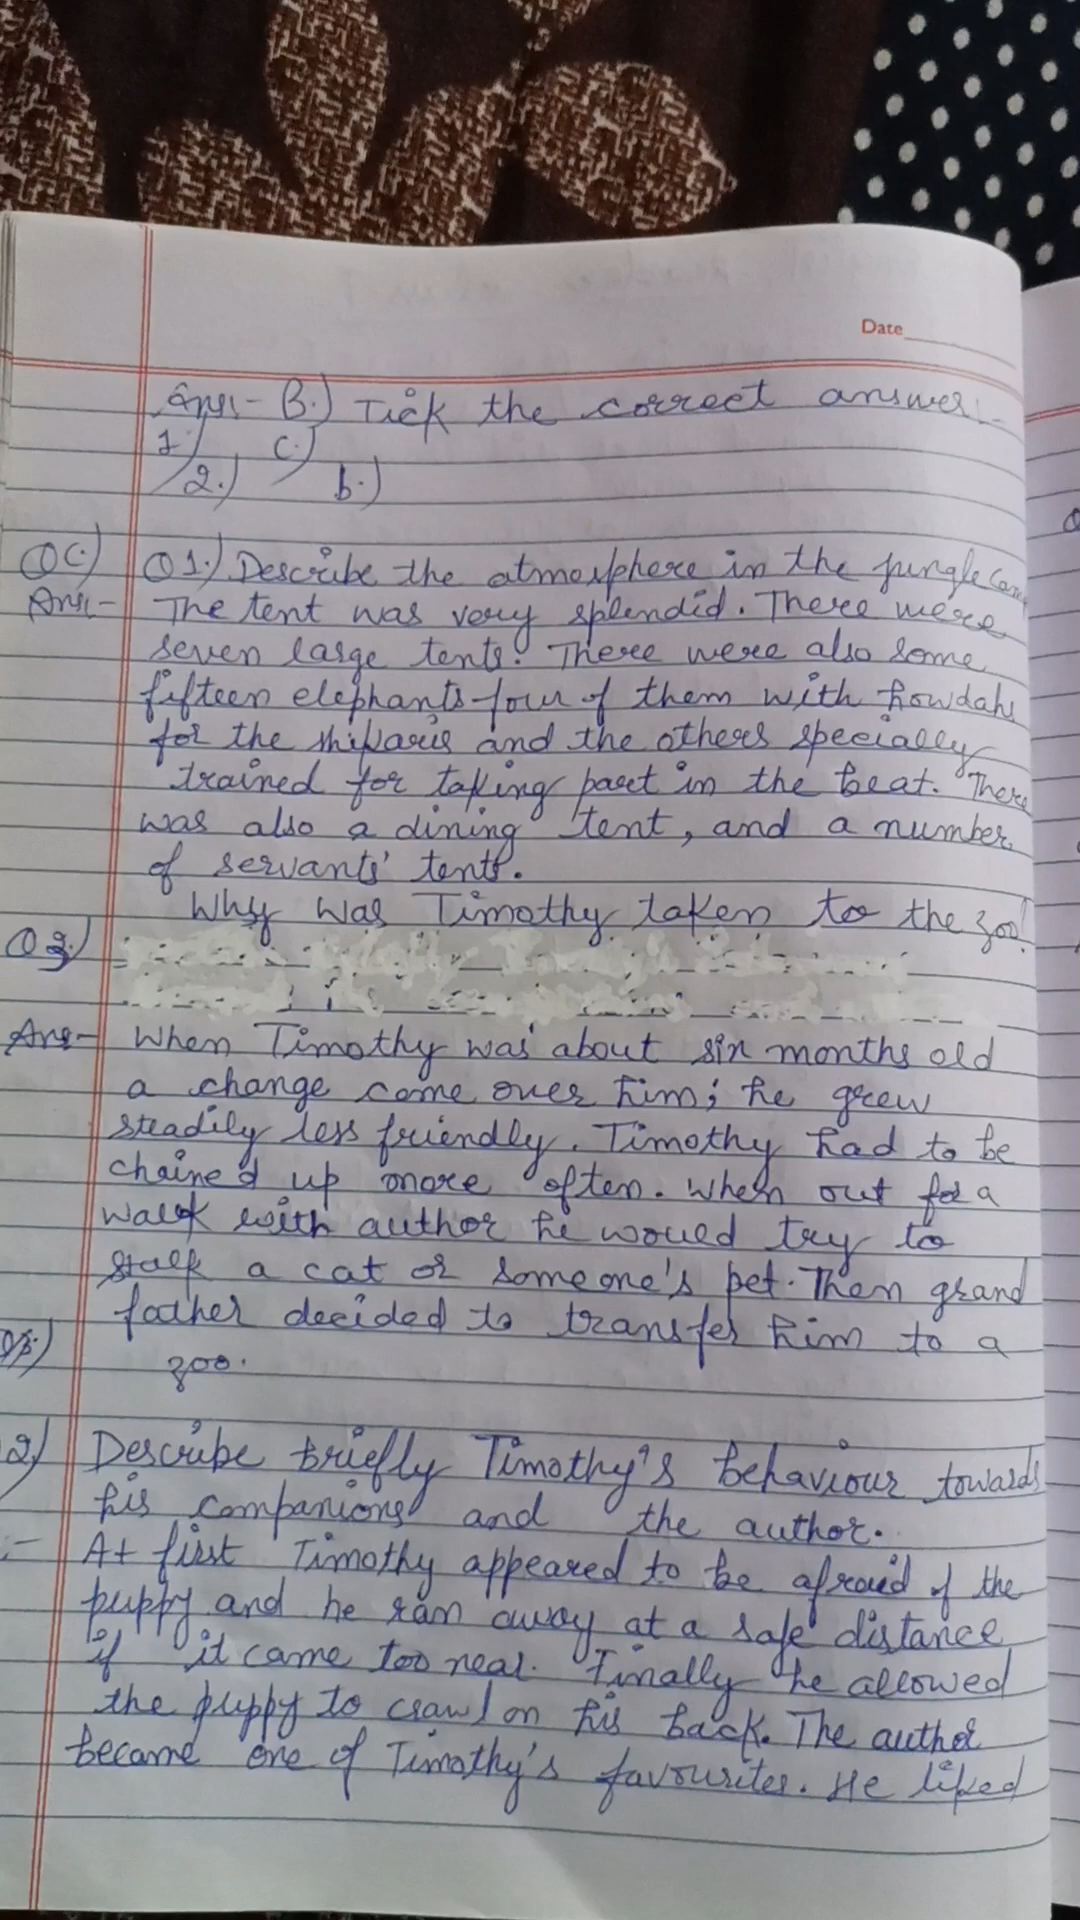 Date
Ans:- B.) Tick the correct answer:-
1.) c.)
2.) b.)
Q C.) Q 1.) Describe the atmosphere in the jungle
Ans:- The tent was very splendid. There were
seven large tents. There were also some
fifteen elephants four of them with howdahs
for the shikaris and the others specially
trained for taking part in the beat. There
was also a dining tent, and a number
of servants' tents.
Why was Timothy taken to the zoo?
Q 3.)
Ans- When Timothy was about six months old
a change come over him; he grew
steadily less friendly. Timothy had to be
chained up more often. When out for a
walk with author he would try to
stalk a cat or someone's pet. Then grand
father decided to transfer him to a
zoo.
2.) Describe briefly Timothy's behaviour towards
his companions and the author.
:- At first Timothy appeared to be afraid of the
puppy and he ran away at a safe distance
if it came too near. Finally he allowed
the puppy to crawl on his back. The author
became one of Timothy's favourites. He liked